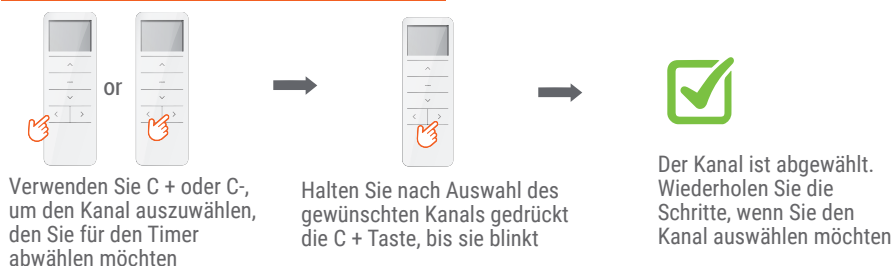 or
Verwenden Sie C + oder C-,
um den Kanal auszuwählen,
den Sie für den Timer
abwählen möchten
Halten Sie nach Auswahl des
gewünschten Kanals gedrückt
die C + Taste, bis sie blinkt
Der Kanal ist abgewählt.
Wiederholen Sie die
Schritte, wenn Sie den
Kanal auswählen möchten